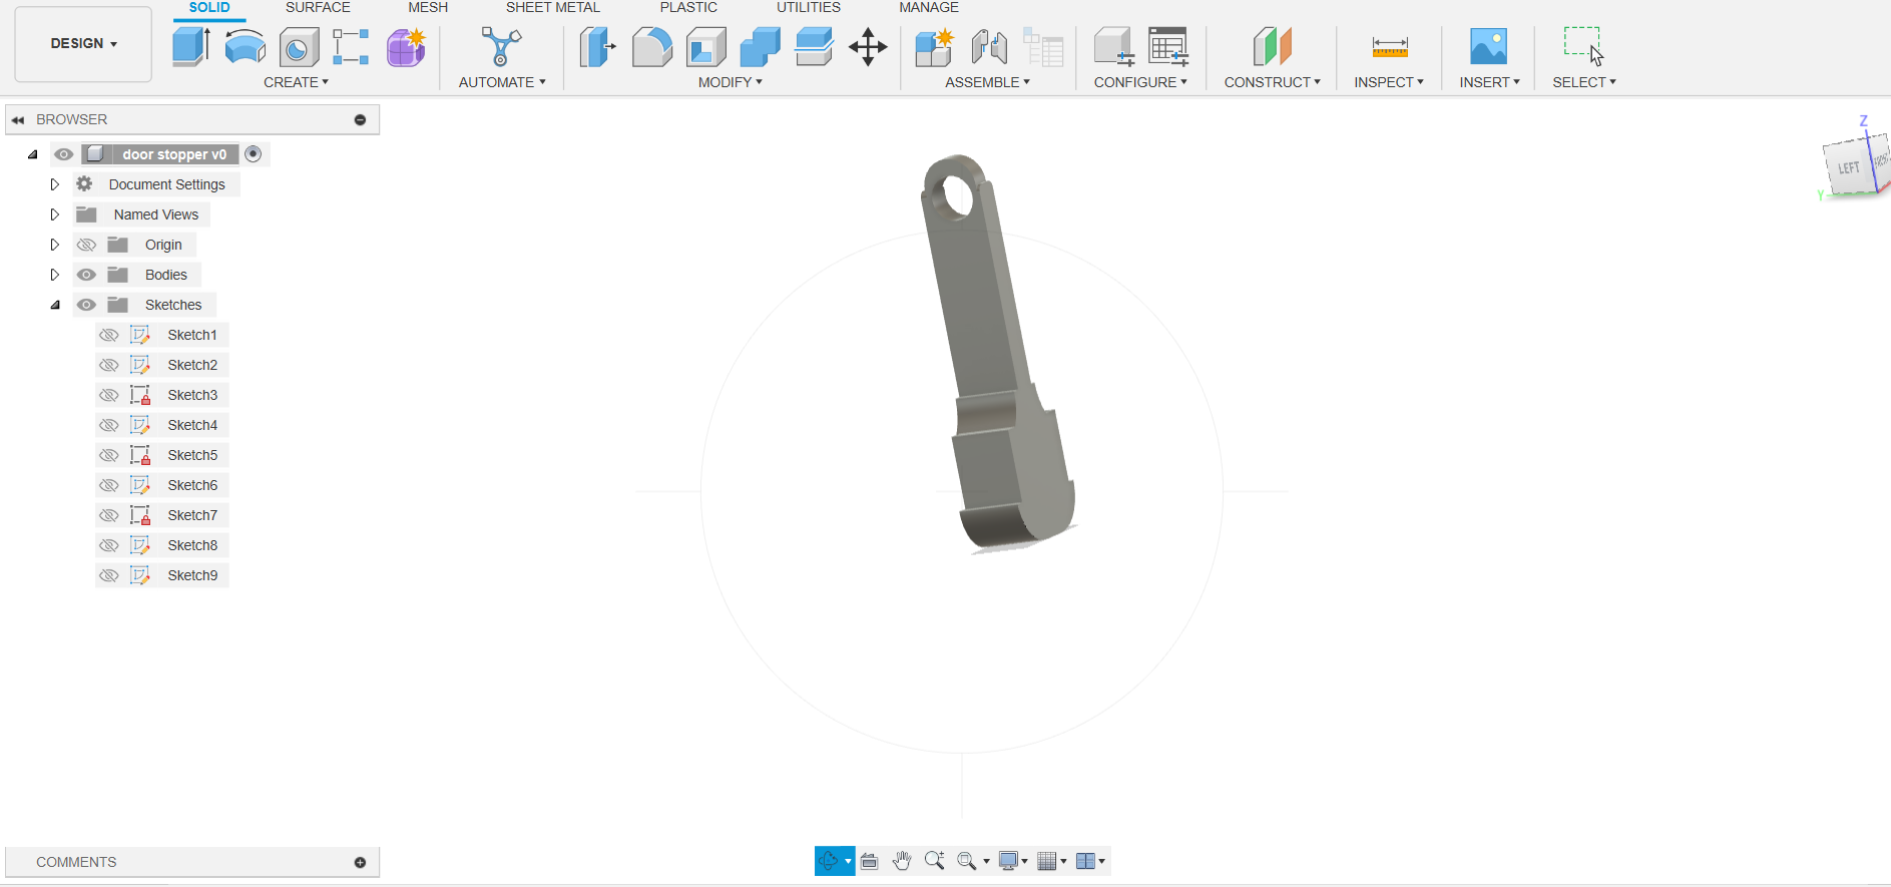 SOLID SURFACE MESH SHEET METAL PLASTIC UTILITIES MANAGE
DESIGN
CREATE AUTOMATE MODIFY ASSEMBLE CONFIGURE CONSTRUCT INSPECT INSERT SELECT
BROWSER
door stopper v0
Document Settings
Named Views
Origin
Bodies
Sketches
Sketch1
Sketch2
Sketch3
Sketch4
Sketch5
Sketch6
Sketch7
Sketch8
Sketch9
Z
LEFT
Y
COMMENTS